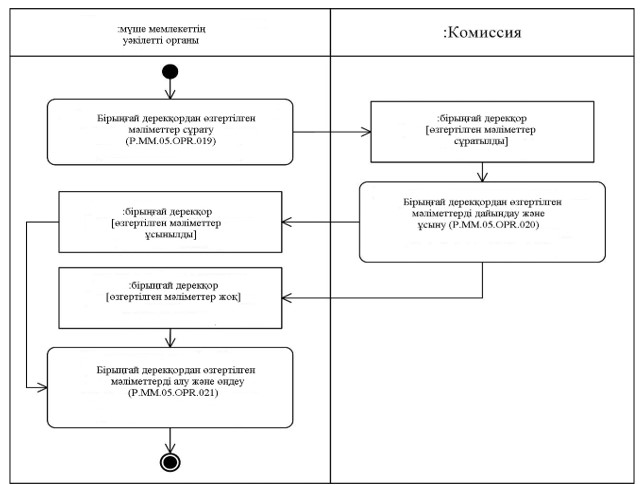 :мүше мемлекеттің
уәкілетті органы
:Комиссия
Бірыңғай дерекқордан өзгертілген
мәліметтер сұрату
(P.MM.05.OPR.019)
:бірыңғай дерекқор
[өзгертілген мәліметтер
сұратылды]
Бірыңғай дерекқордан өзгертілген
мәліметтерді дайындау және
ұсыну (P.MM.05.OPR.020)
:бірыңғай дерекқор
[өзгертілген мәліметтер
ұсынылды]
:бірыңғай дерекқор
[өзгертілген мәліметтер жоқ]
Бірыңғай дерекқордан өзгертілген
мәліметтерді алу және өңдеу
(P.MM.05.OPR.021)